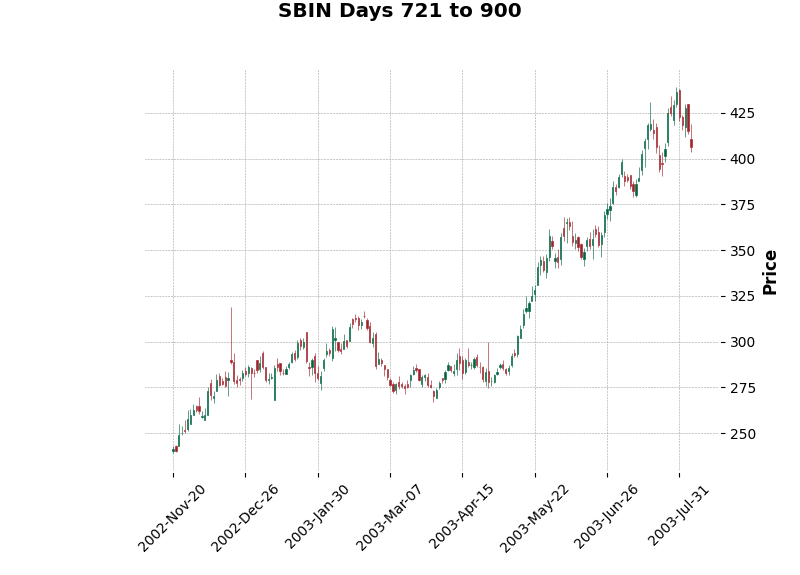 SBIN Days 721 to 900
425
400
375
350
325
300
275
250
Price
2002-Nov-20
2002-Dec-26
2003-Jan-30
2003-Mar-07
2003-Apr-15
2003-May-22
2003-Jun-26
2003-Jul-31